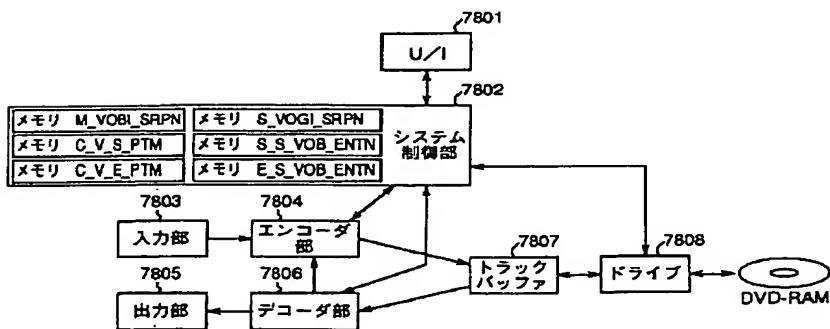 7801
U/I
7802
メモリ M_VOBI_SRPN
メモリ S_VOGI_SRPN
メモリ C_V_S_PTM
メモリ S_S_VOB_ENTN
メモリ C_V_E_PTM
メモリ E_S_VOB_ENTN
システム
制御部
7803
入力部
7804
エンコーダ
部
7805
出力部
7806
デコーダ部
7807
トラック
バッファ
7808
ドライブ
DVD-RAM